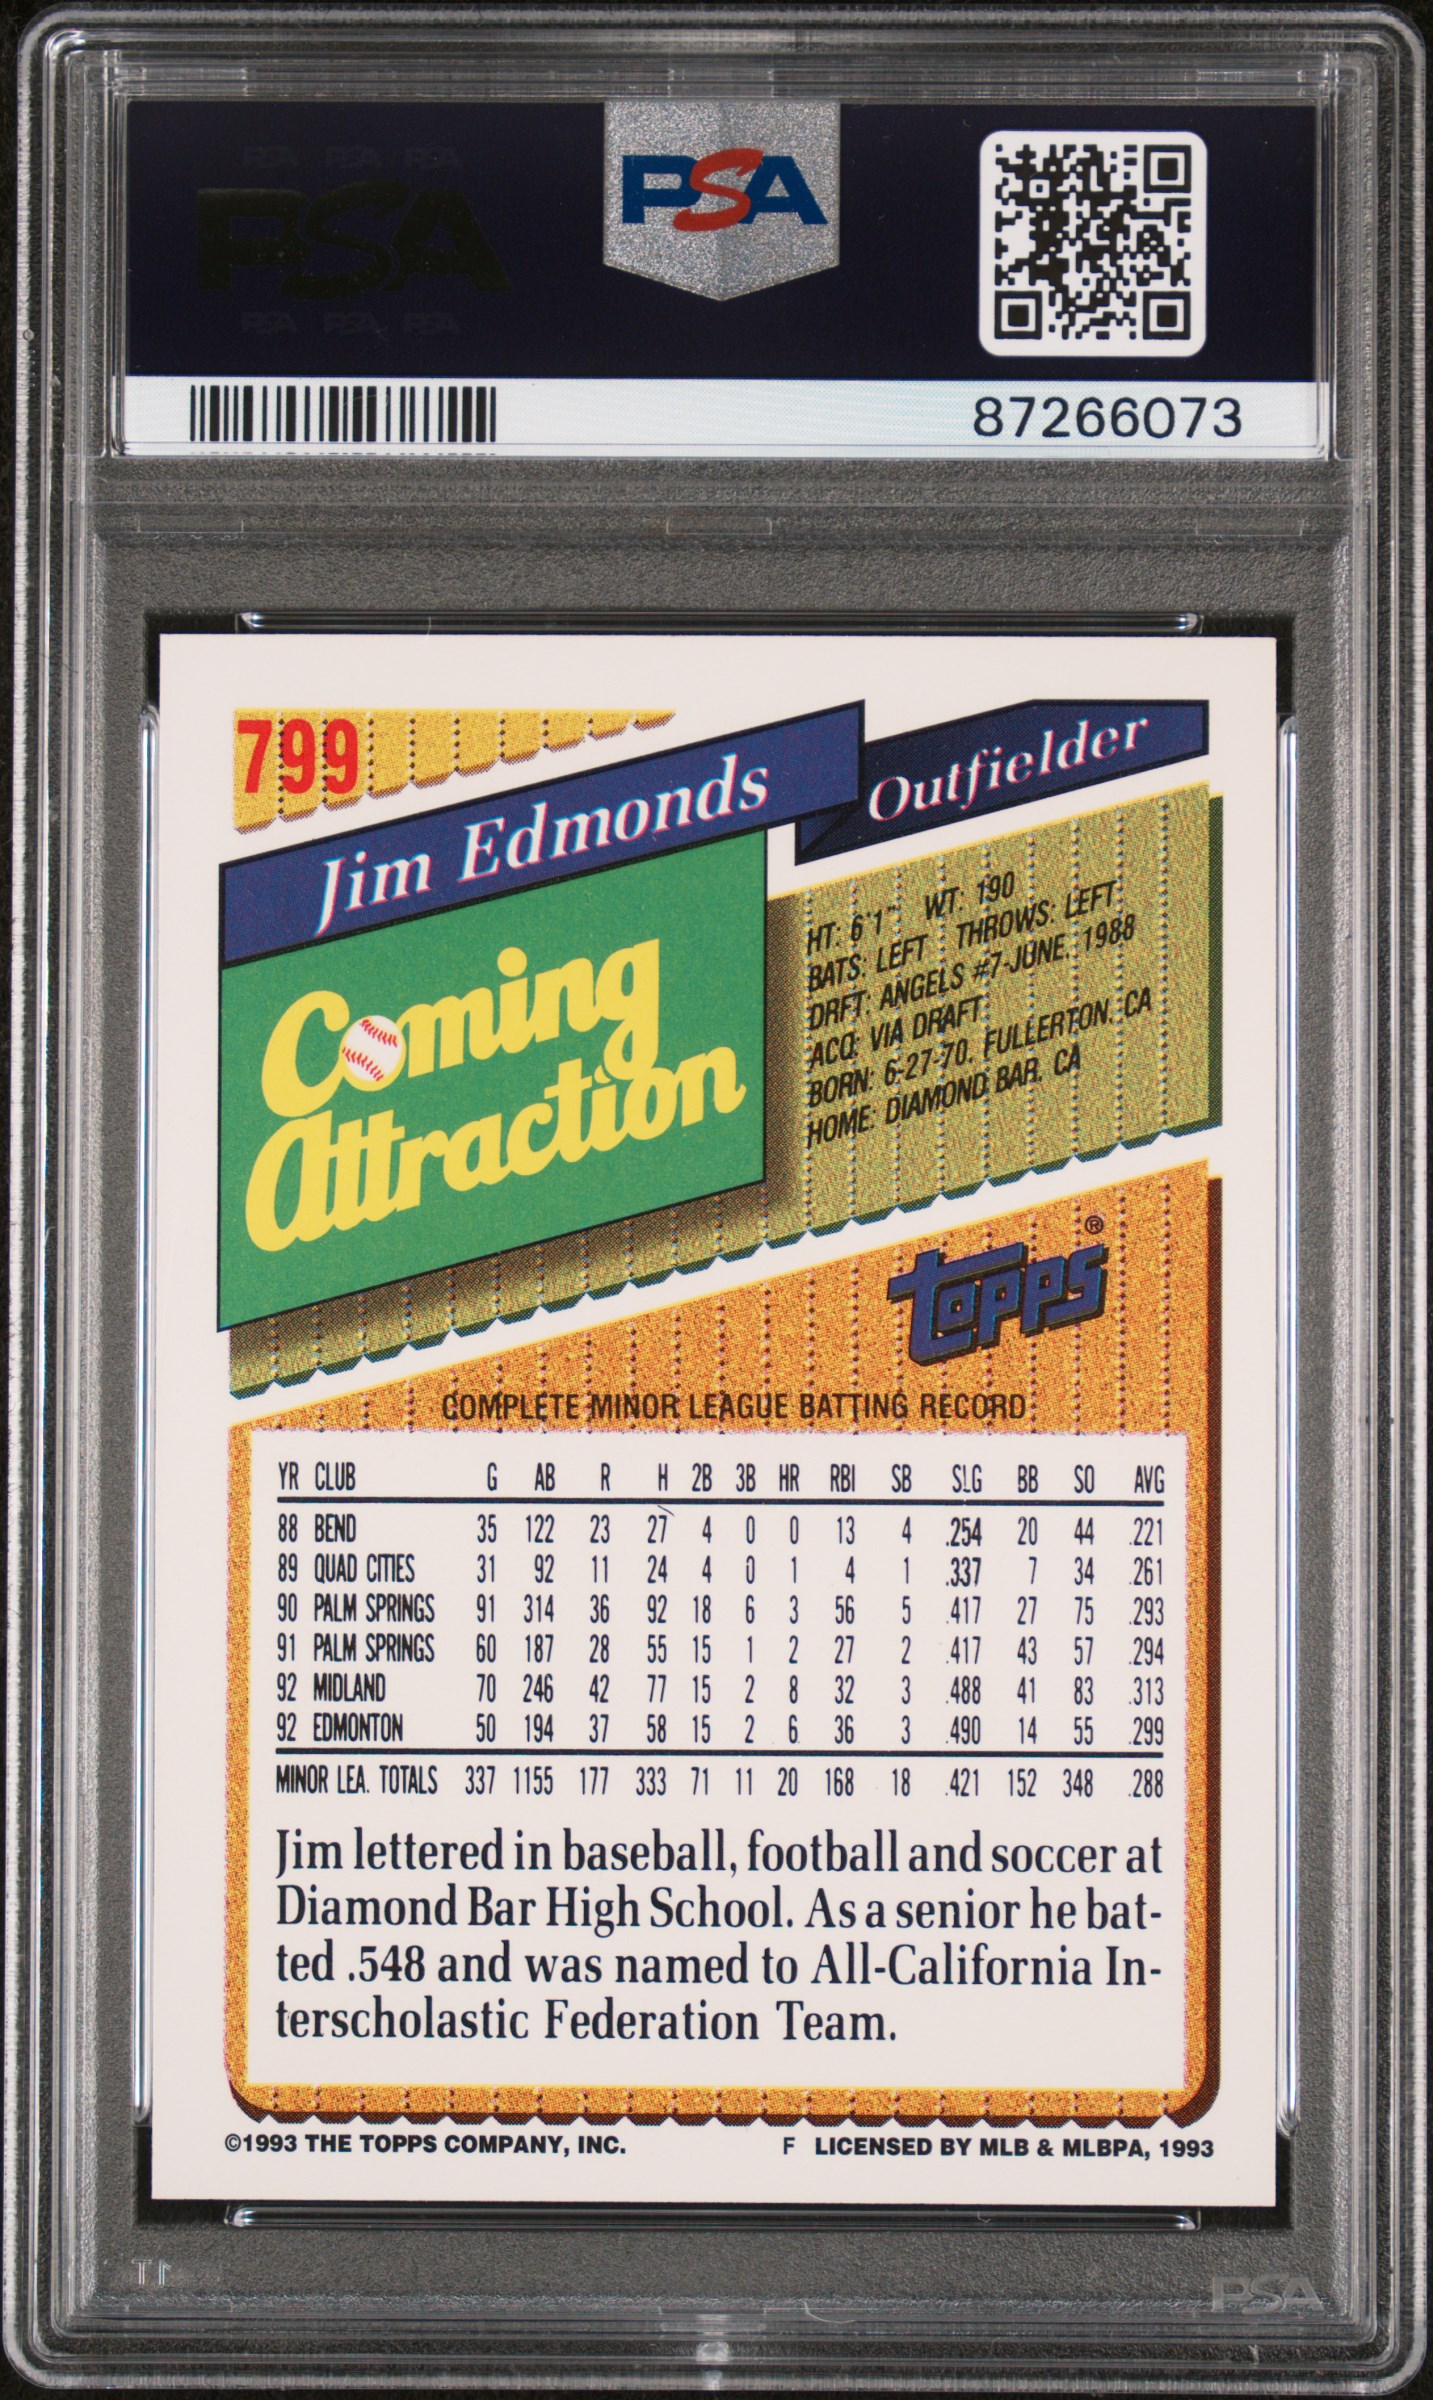 PSA PSA PSA
PSA
PSA PSA PSA
PSA
87266073
799
Jim Edmonds
Outfielder
Coming
Attraction
HT: 6'1" WT: 190
BATS: LEFT THROWS: LEFT
DRFT: ANGELS #7-JUNE, 1988
ACQ: VIA DRAFT
BORN: 6-27-70, FULLERTON, CA
HOME: DIAMOND BAR, CA
topps®
COMPLETE MINOR LEAGUE BATTING RECORD
YR CLUB G AB R H 2B 3B HR RBI SB SLG BB SO AVG
88 BEND 35 122 23 27 4 0 0 13 4 .254 20 44 .221
89 QUAD CITIES 31 92 11 24 4 0 1 4 1 .337 7 34 .261
90 PALM SPRINGS 91 314 36 92 18 6 3 56 5 .417 27 75 .293
91 PALM SPRINGS 60 187 28 55 15 1 2 27 2 .417 43 57 .294
92 MIDLAND 70 246 42 77 15 2 8 32 3 .488 41 83 .313
92 EDMONTON 50 194 37 58 15 2 6 36 3 .490 14 55 .299
MINOR LEA. TOTALS 337 1155 177 333 71 11 20 168 18 .421 152 348 .288
Jim lettered in baseball, football and soccer at
Diamond Bar High School. As a senior he bat-
ted .548 and was named to All-California In-
terscholastic Federation Team.
©1993 THE TOPPS COMPANY, INC.
F LICENSED BY MLB & MLBPA, 1993
PSA